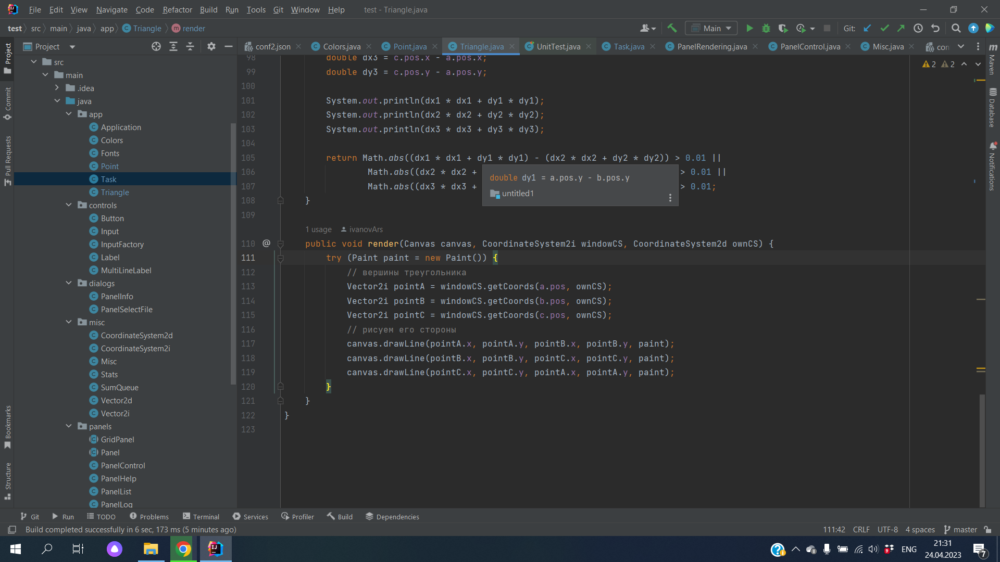 File Edit View Navigate Code Refactor Build Run Tools Git Window Help test - Triangle.java
test src main java app Triangle render Main Git:
Project
conf2.json Colors.java Point.java Triangle.java UnitTest.java Task.java PanelRendering.java PanelControl.java Misc.java con
src
main
.idea
java
app
Application
Colors
Fonts
Point
Task
Triangle
controls
Button
Input
InputFactory
Label
MultiLineLabel
dialogs
PanelInfo
PanelSelectFile
misc
CoordinateSystem2d
CoordinateSystem2i
Misc
Stats
SumQueue
Vector2d
Vector2i
panels
GridPanel
Panel
PanelControl
PanelHelp
PanelList
PanelLog
Project
Commit
Pull Requests
Bookmarks
Structure
2 2
98 double dx3 = c.pos.x - a.pos.x;
99 double dy3 = c.pos.y - a.pos.y;
100
101 System.out.println(dx1 * dx1 + dy1 * dy1);
102 System.out.println(dx2 * dx2 + dy2 * dy2);
103 System.out.println(dx3 * dx3 + dy3 * dy3);
104
105 return Math.abs((dx1 * dx1 + dy1 * dy1) - (dx2 * dx2 + dy2 * dy2)) > 0.01 ||
106 Math.abs((dx2 * dx2 + > 0.01 ||
107 Math.abs((dx3 * dx3 + > 0.01;
double dy1 = a.pos.y - b.pos.y
untitled1
108 }
109
1 usage ivanovArs
110 @ public void render(Canvas canvas, CoordinateSystem2i windowCS, CoordinateSystem2d ownCS) {
111 try (Paint paint = new Paint()) {
112 // вершины треугольника
113 Vector2i pointA = windowCS.getCoords(a.pos, ownCS);
114 Vector2i pointB = windowCS.getCoords(b.pos, ownCS);
115 Vector2i pointC = windowCS.getCoords(c.pos, ownCS);
116 // рисуем его стороны
117 canvas.drawLine(pointA.x, pointA.y, pointB.x, pointB.y, paint);
118 canvas.drawLine(pointB.x, pointB.y, pointC.x, pointC.y, paint);
119 canvas.drawLine(pointC.x, pointC.y, pointA.x, pointA.y, paint);
120 }
121 }
122 }
123
Maven
Database
Notifications
Git Run TODO Problems Terminal Services Profiler Build Dependencies
Build completed successfully in 6 sec, 173 ms (5 minutes ago) 111:42 CRLF UTF-8 4 spaces master
ENG 21:31
24.04.2023
7